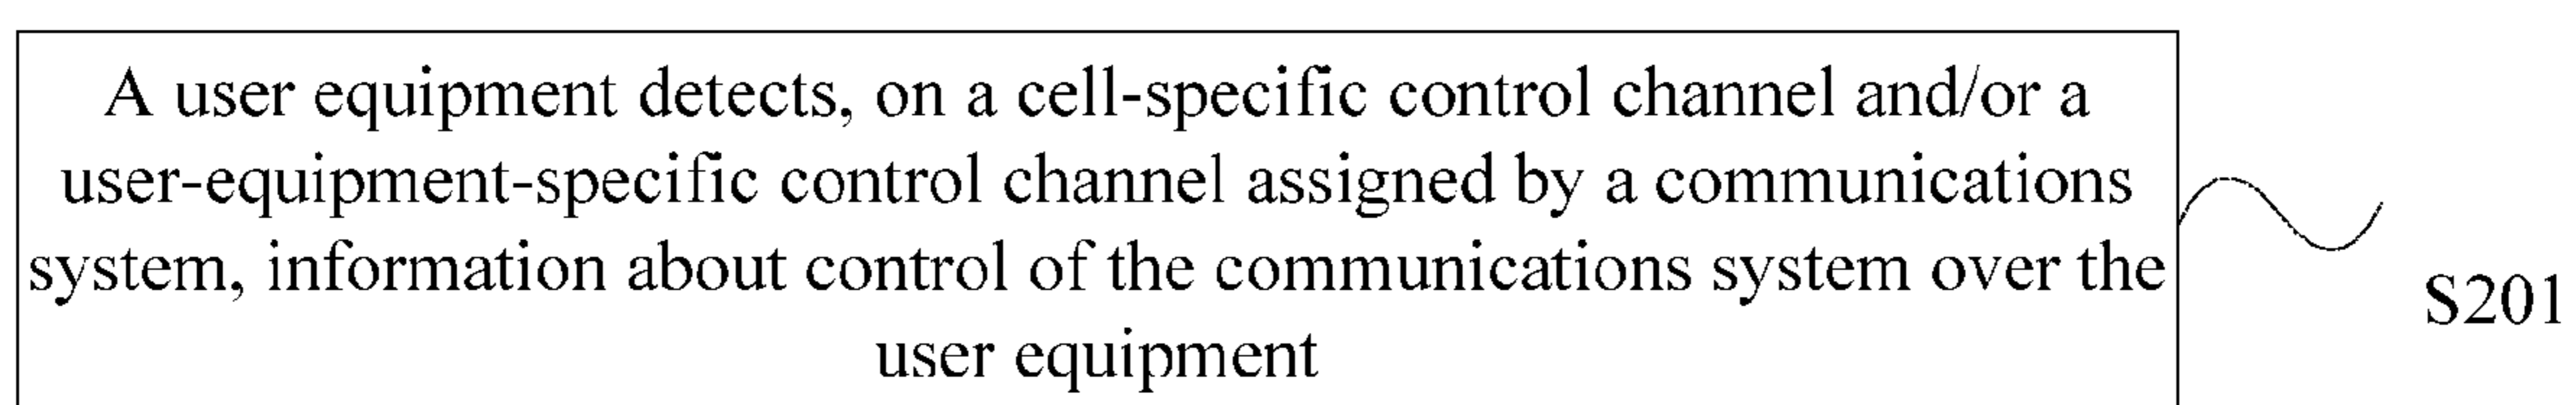 A user equipment detects, on a cell-specific control channel and/or a
user-equipment-specific control channel assigned by a communications
system, information about control of the communications system over the
user equipment
S201